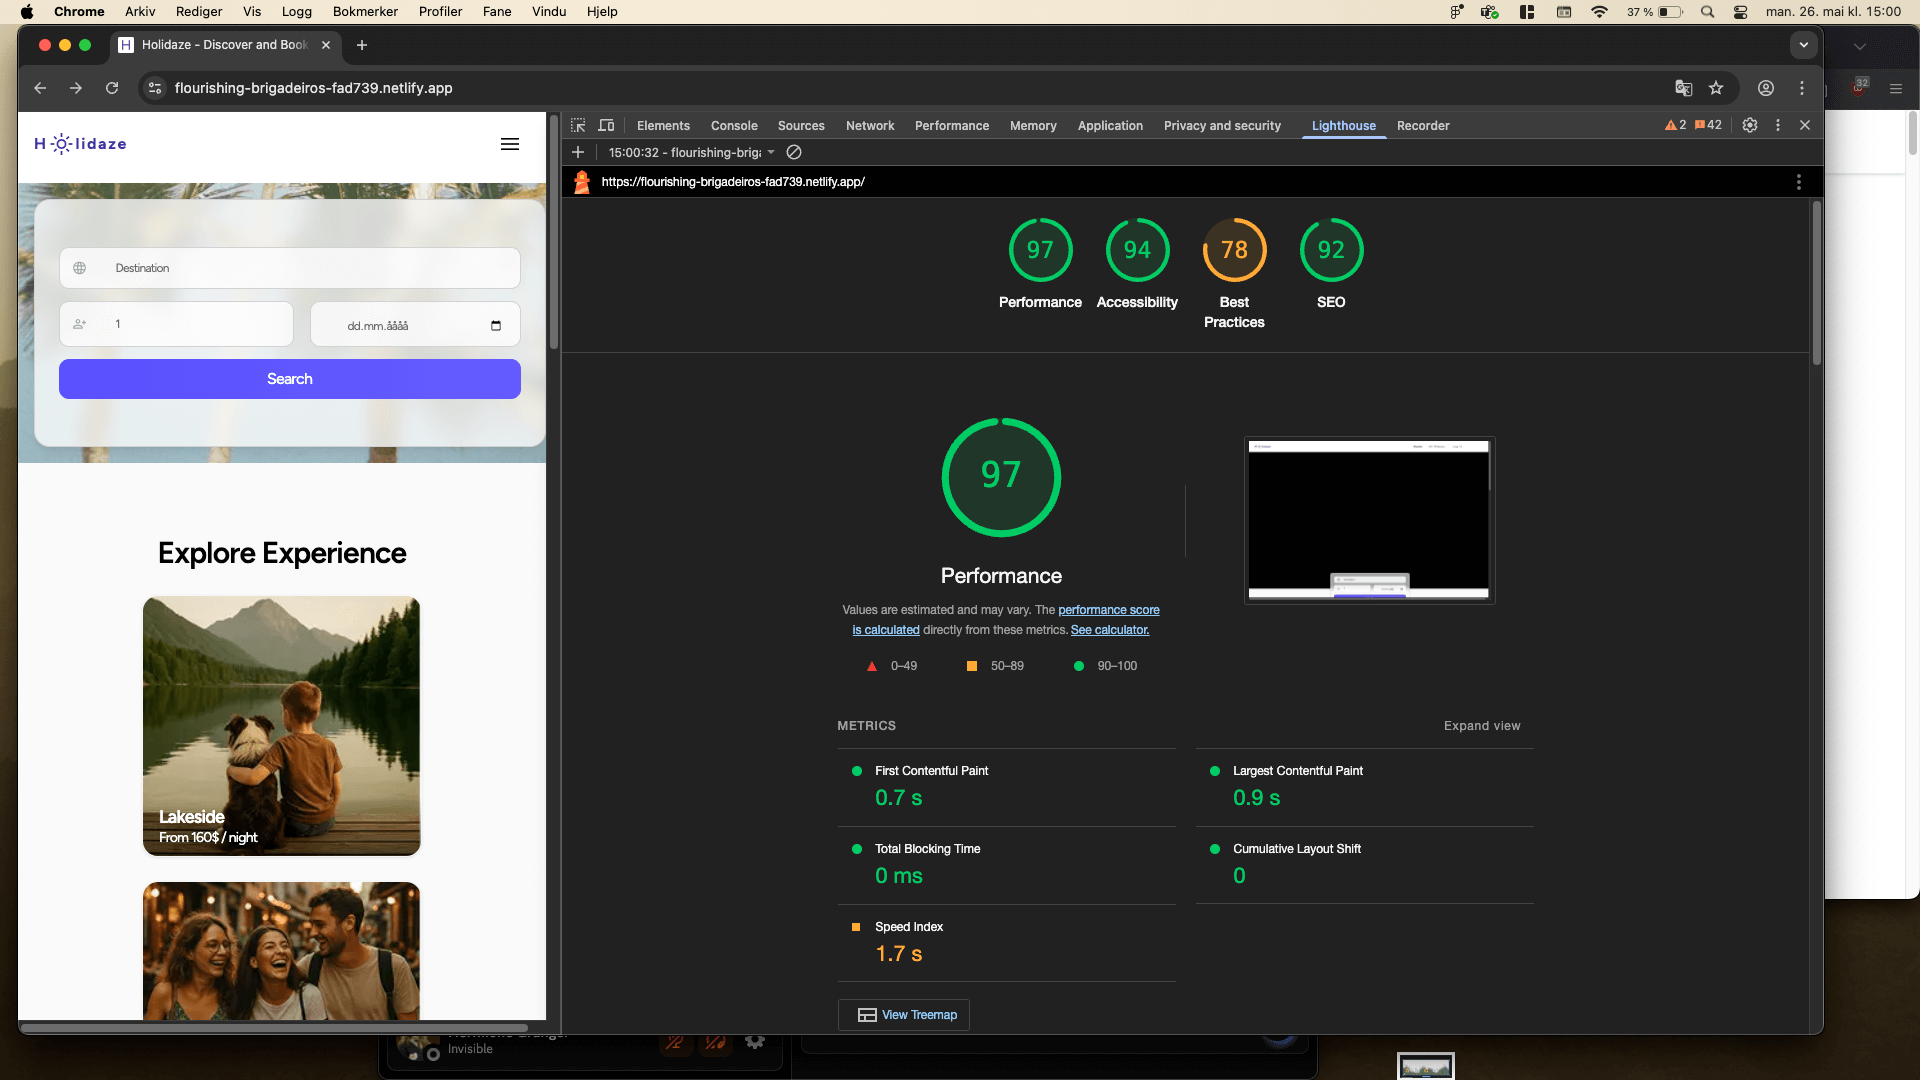 Chrome Arkiv Rediger Vis Logg Bokmerker Profiler Fane Vindu Hjelp 37 % man. 26. mai kl. 15:00
Holidaze - Discover and Book
flourishing-brigadeiros-fad739.netlify.app
32
H lidaze
Destination
1
dd.mm.åååå
Search
Explore Experience
Lakeside
From 160$ / night
Elements Console Sources Network Performance Memory Application Privacy and security Lighthouse Recorder 2 42
15:00:32 - flourishing-briga
https://flourishing-brigadeiros-fad739.netlify.app/
97 94 78 92
Performance Accessibility Best Practices SEO
97
Performance
Values are estimated and may vary. The performance score
is calculated directly from these metrics. See calculator.
0–49 50–89 90–100
METRICS Expand view
First Contentful Paint
0.7 s
Largest Contentful Paint
0.9 s
Total Blocking Time
0 ms
Cumulative Layout Shift
0
Speed Index
1.7 s
View Treemap
Invisible